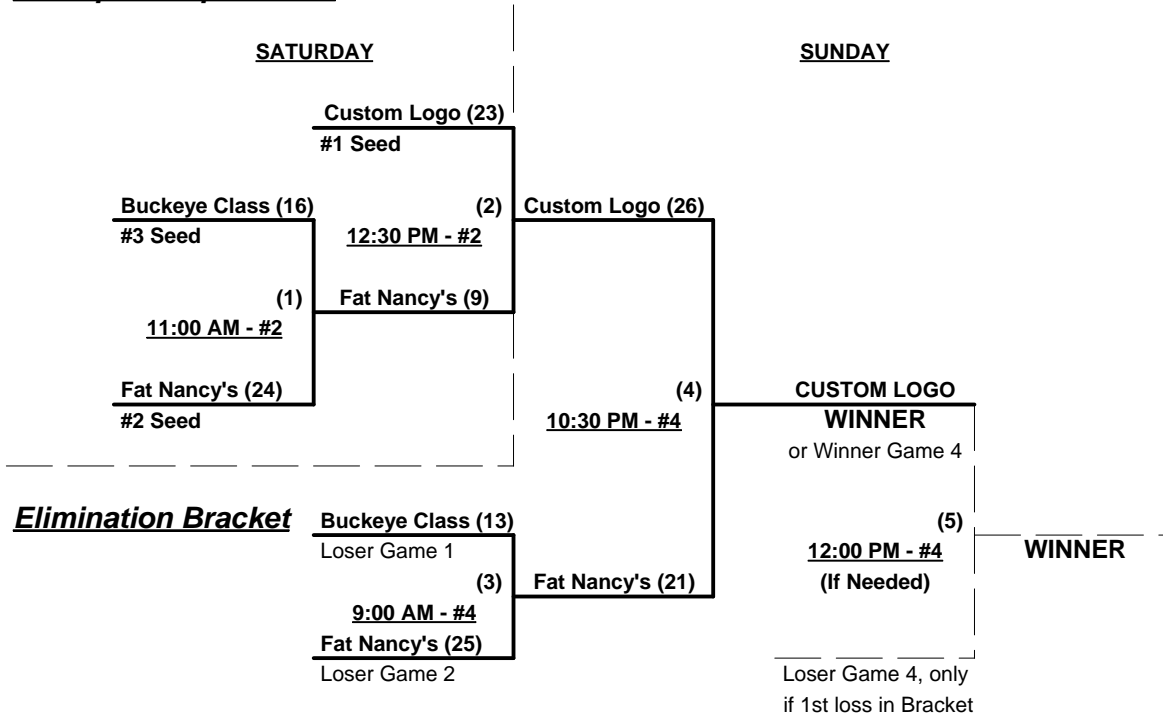 SATURDAY
SUNDAY
Custom Logo (23)
#1 Seed
Buckeye Class (16)
(2)
Custom Logo (26)
#3 Seed
12:30 PM - #2
(1)
Fat Nancy's (9)
11:00 AM - #2
Fat Nancy's (24)
(4)
CUSTOM LOGO
#2 Seed
10:30 PM - #4
WINNER
or Winner Game 4
Elimination Bracket
Buckeye Class (13)
(5)
Loser Game 1
12:00 PM - #4
WINNER
(3)
Fat Nancy's (21)
(If Needed)
9:00 AM - #4
Fat Nancy's (25)
Loser Game 2
Loser Game 4, only
if 1st loss in Bracket